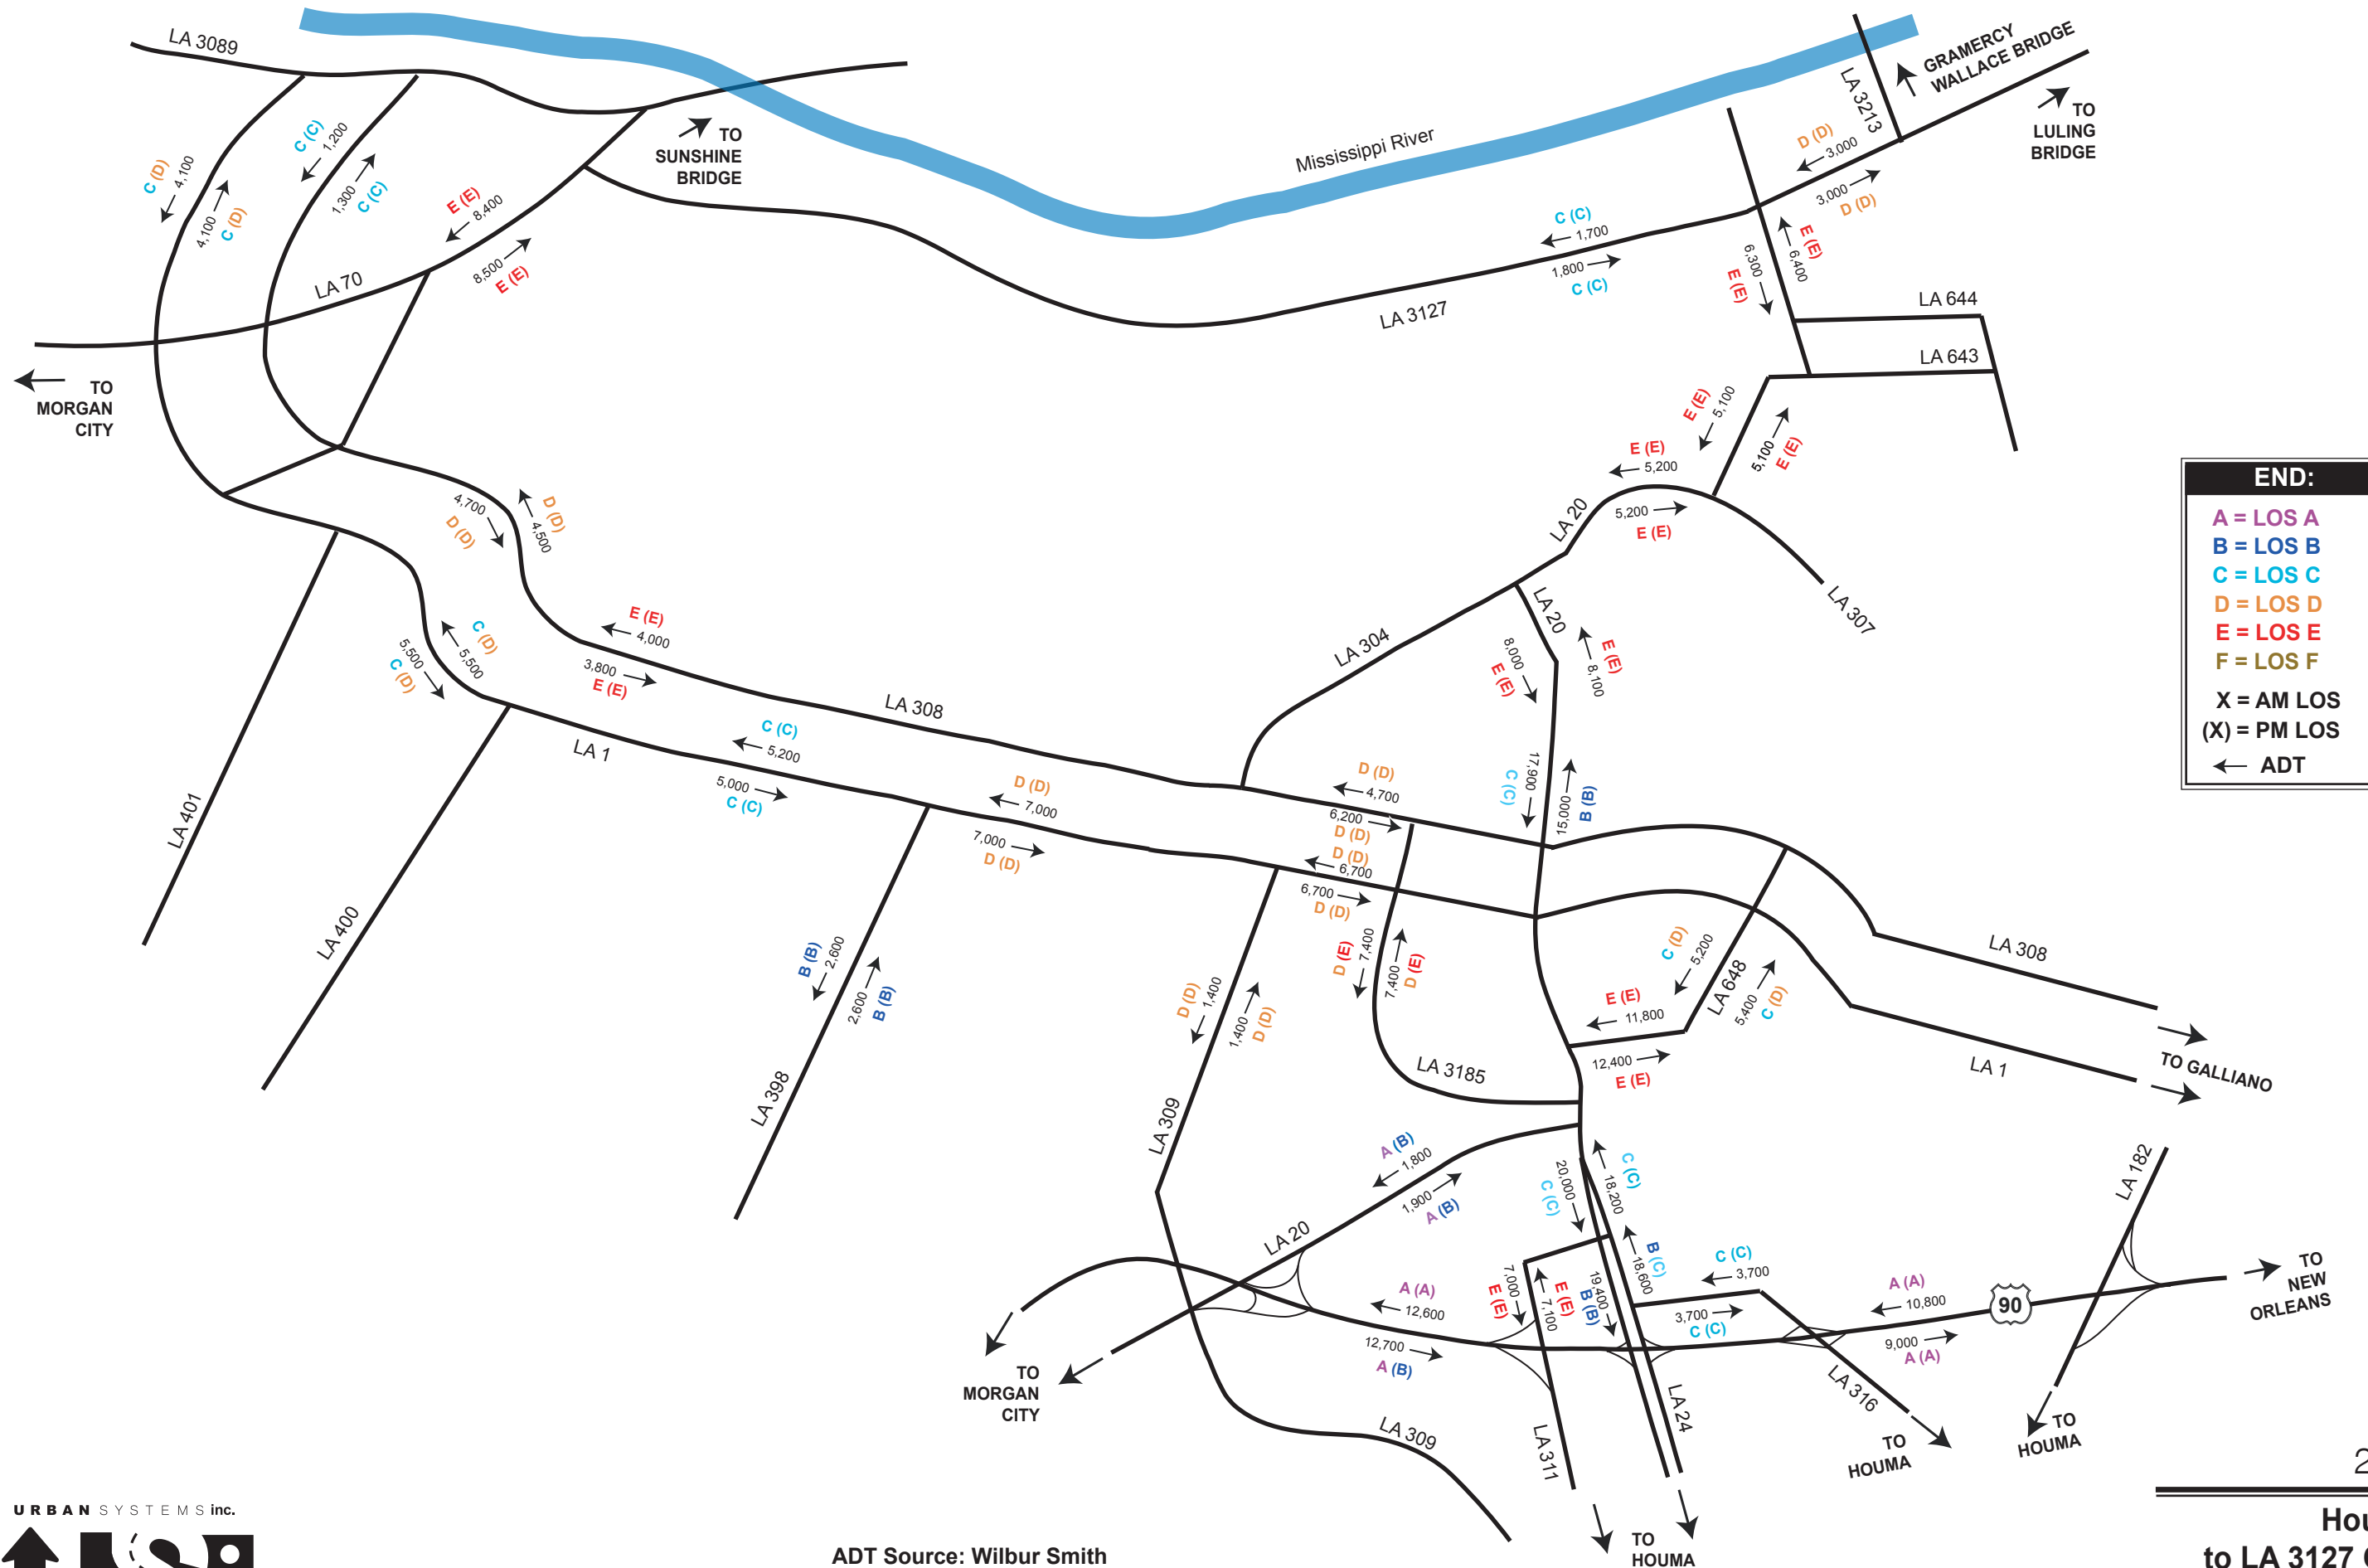 LA 3089
C (D)
4,100
4,100
C (D)
C (C)
1,200
1,300
C (C)
E (E)
8,400
8,500
E (E)
LA 70
TO
SUNSHINE
BRIDGE
TO
MORGAN
CITY
Mississippi River
LA 3213
GRAMERCY
WALLACE BRIDGE
TO
LULING
BRIDGE
D (D)
3,000
3,000
D (D)
C (C)
1,700
1,800
C (C)
LA 3127
6,300
E (E)
E (E)
6,400
LA 644
LA 643
E (E)
5,100
5,100
E (E)
E (E)
5,200
5,200
E (E)
LA 20
LA 307
LA 20
LA 304
8,000
E (E)
E (E)
8,100
17,900
C (C)
15,000
B (B)
END:
A = LOS A
B = LOS B
C = LOS C
D = LOS D
E = LOS E
F = LOS F
X = AM LOS
(X) = PM LOS
ADT
4,700
D (D)
D (D)
4,500
C (D)
5,500
5,500
C (D)
E (E)
4,000
3,800
E (E)
LA 308
LA 1
C (C)
5,200
5,000
C (C)
D (D)
7,000
7,000
D (D)
D (D)
4,700
6,200
D (D)
D (D)
6,700
6,700
D (D)
LA 401
LA 400
LA 398
B (B)
2,600
2,600
B (B)
D (D)
1,400
1,400
D (D)
LA 309
D (E)
7,400
7,400
D (E)
LA 3185
C (D)
5,200
LA 648
5,400
C (D)
E (E)
11,800
12,400
E (E)
LA 308
LA 1
TO GALLIANO
A (B)
1,800
1,900
A (B)
LA 20
20,000
C (C)
C (C)
18,200
B (C)
18,600
19,400
B (B)
7,000
E (E)
E (E)
7,100
C (C)
3,700
3,700
C (C)
A (A)
12,600
12,700
A (B)
A (A)
10,800
9,000
A (A)
90
LA 182
TO
NEW
ORLEANS
TO
HOUMA
LA 316
TO
HOUMA
LA 24
LA 311
TO
HOUMA
LA 309
TO
MORGAN
CITY
URBAN SYSTEMS inc.
ADT Source: Wilbur Smith
2
Hou
to LA 3127